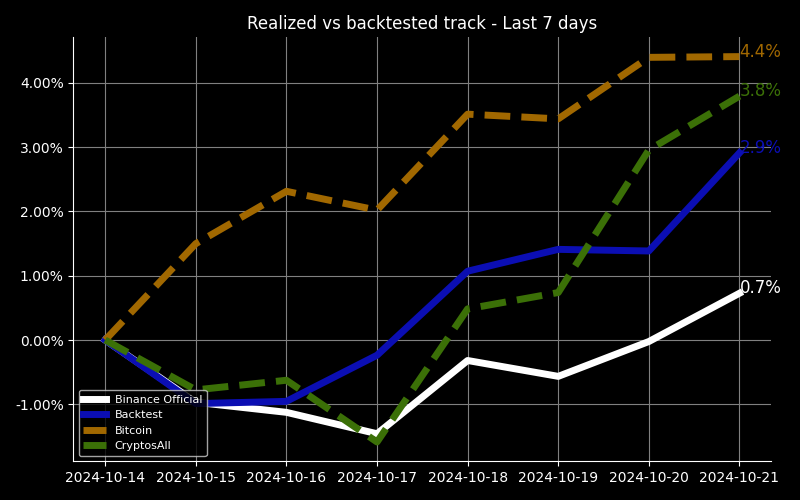 Realized vs backtested track - Last 7 days
4.00%
3.00%
2.00%
1.00%
0.00%
-1.00%
4.4%
3.8%
2.9%
0.7%
Binance Official
Backtest
Bitcoin
CryptosAll
2024-10-14 2024-10-15 2024-10-16 2024-10-17 2024-10-18 2024-10-19 2024-10-20 2024-10-21